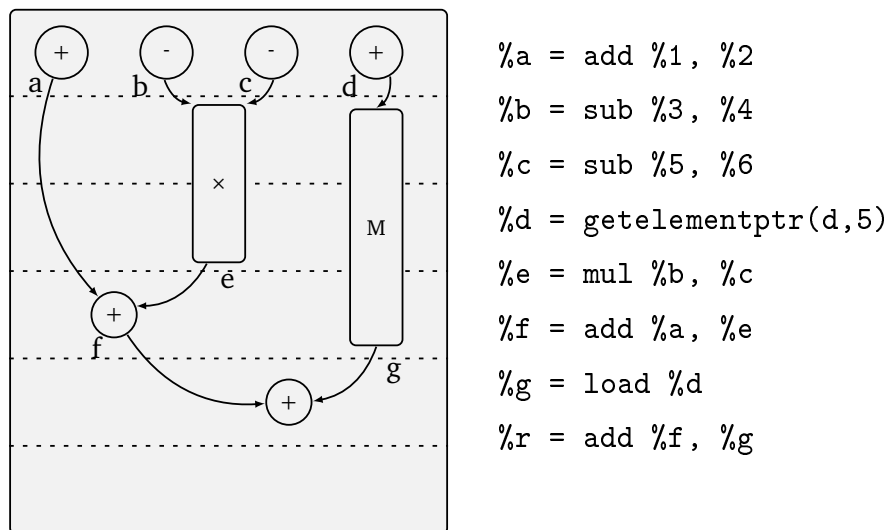 + - - +
a b c d
×
M
e
+
f
g
+
%a = add %1, %2
%b = sub %3, %4
%c = sub %5, %6
%d = getelementptr(d,5)
%e = mul %b, %c
%f = add %a, %e
%g = load %d
%r = add %f, %g